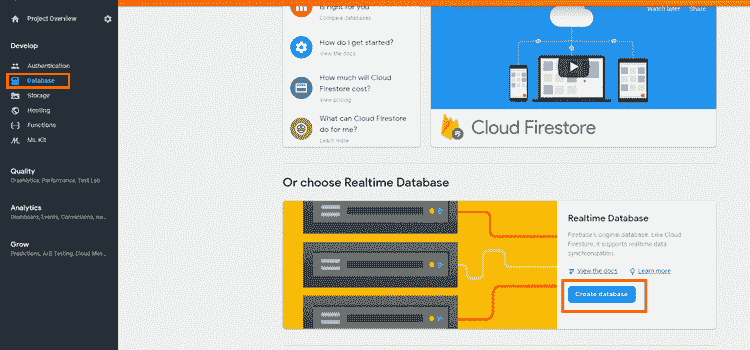 Project Overview
Develop
Authentication
Database
Storage
Hosting
Functions
ML Kit
Quality
Crashlytics, Performance, Test Lab
Analytics
Dashboard, Events, Conversions, Au...
Grow
Predictions, A/B Testing, Cloud Mes...
is right for you?
Compare databases
How do I get started?
View the docs
How much will Cloud
Firestore cost?
View pricing
What can Cloud Firestore
do for me?
Learn more
Watch later
Share
Cloud Firestore
Or choose Realtime Database
Realtime Database
Firebase's original database. Like Cloud
Firestore, it supports realtime data
synchronization.
View the docs
Learn more
Create database